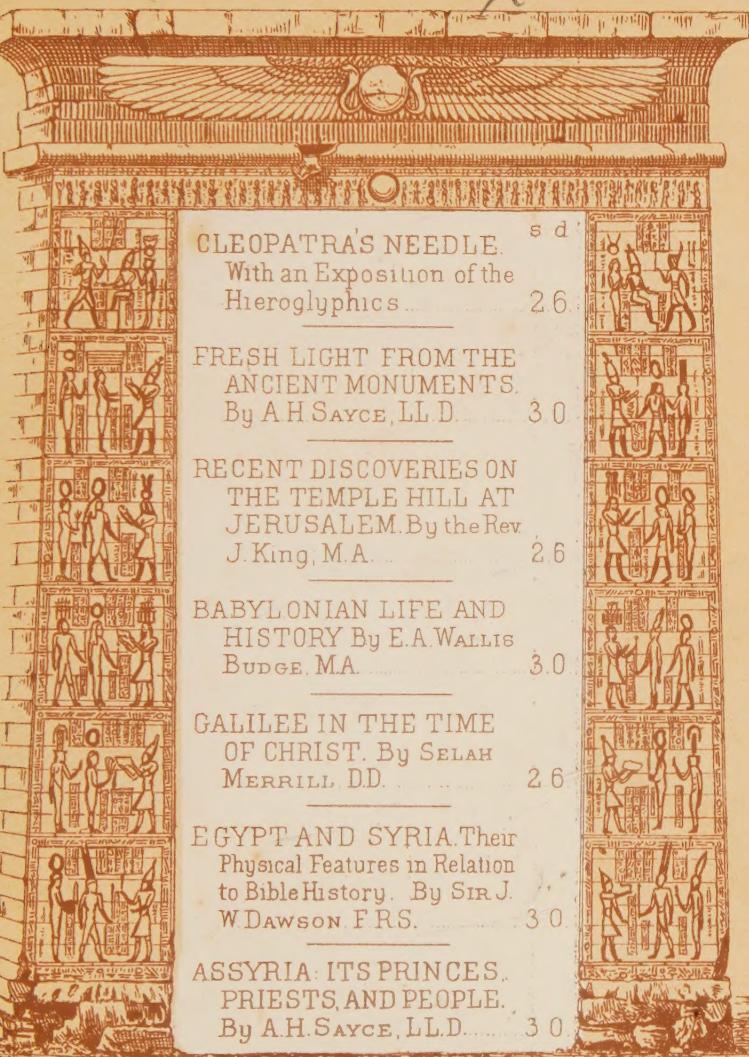 s d
CLEOPATRA'S NEEDLE.
With an Exposition of the
Hieroglyphics 2 6
FRESH LIGHT FROM THE
ANCIENT MONUMENTS.
By A.H. SAYCE, LL.D. 3 0
RECENT DISCOVERIES ON
THE TEMPLE HILL AT
JERUSALEM. By the Rev.
J. King, M.A. 2 6
BABYLONIAN LIFE AND
HISTORY By E.A. WALLIS
BUDGE, M.A. 3.0
GALILEE IN THE TIME
OF CHRIST. By SELAH
MERRILL, D.D. 2 6
EGYPT AND SYRIA. Their
Physical Features in Relation
to Bible History. By SIR J.
W. DAWSON. F.R.S. 3 0
ASSYRIA: ITS PRINCES,
PRIESTS, AND PEOPLE.
By A.H. SAYCE, LL.D. 3 0